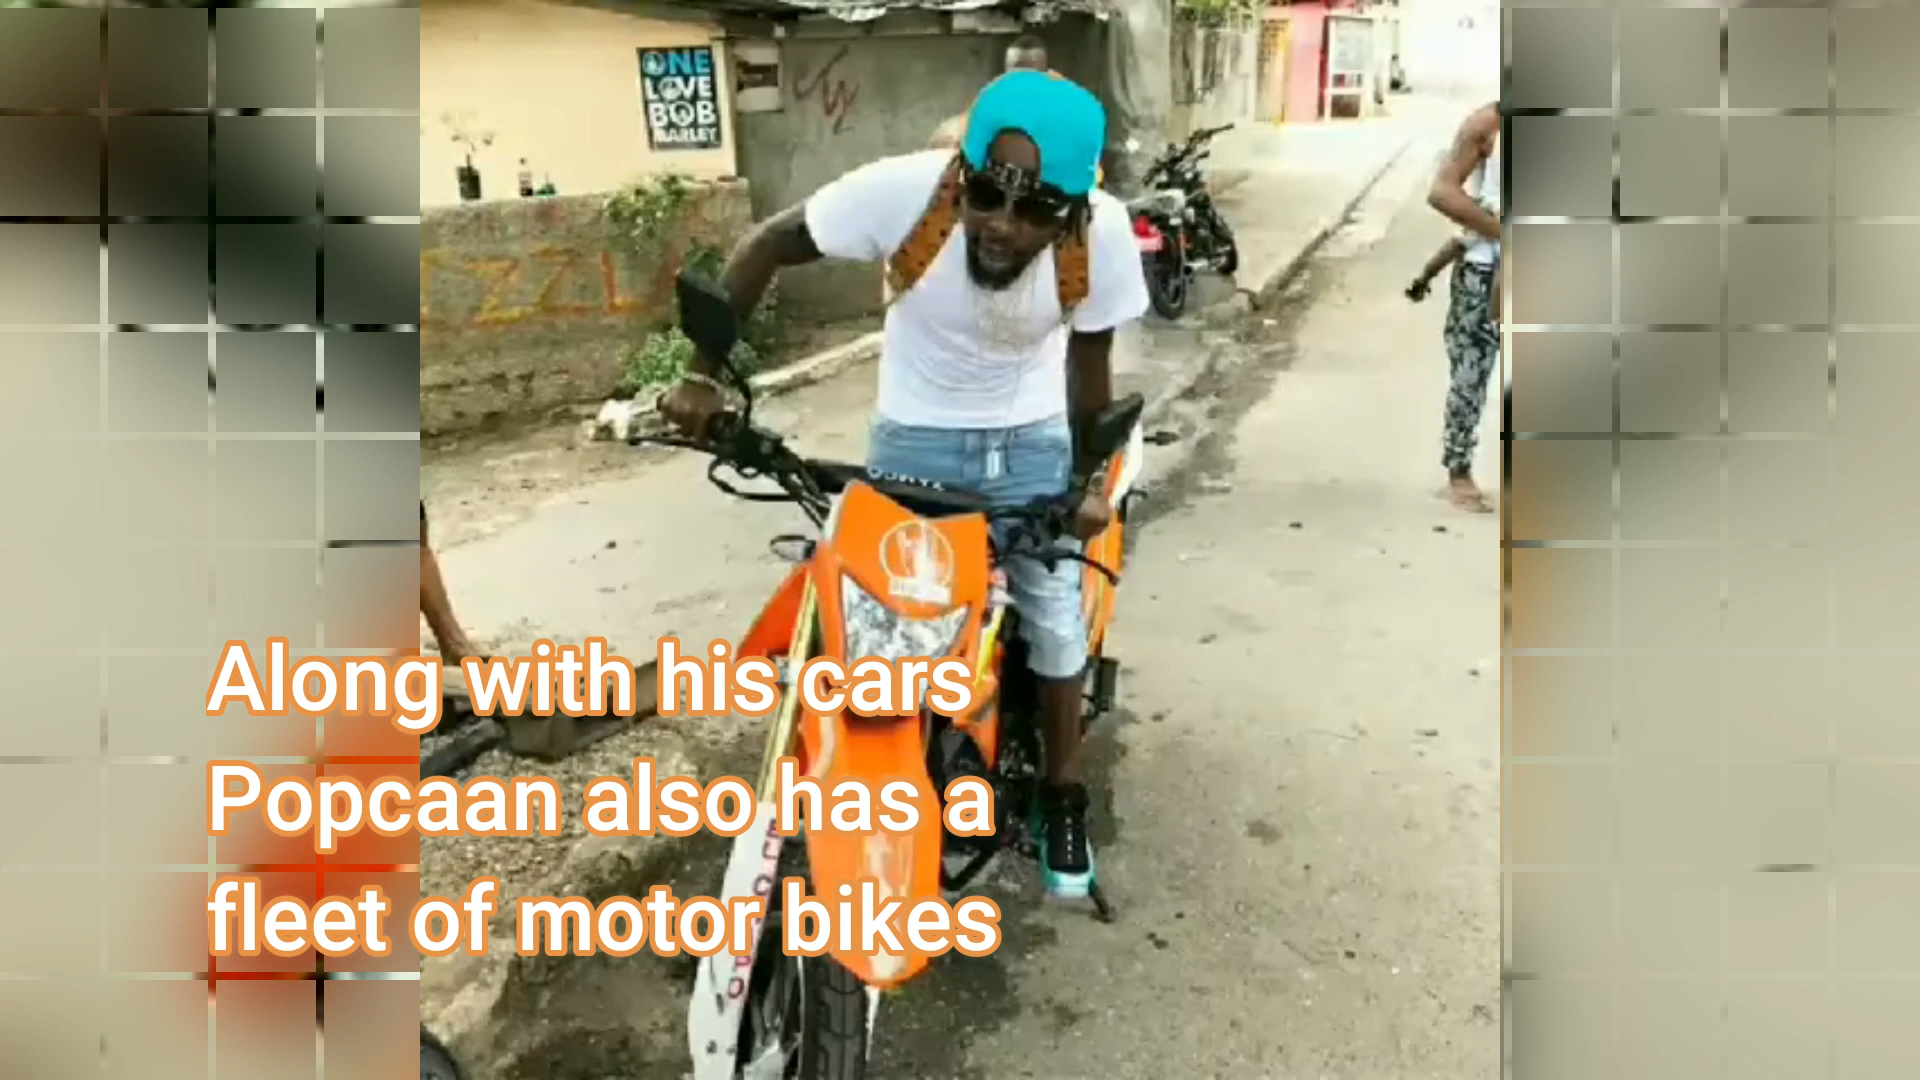 ONE
LOVE
BOB
MARLEY
Along with his cars
Popcaan also has a
fleet of motor bikes